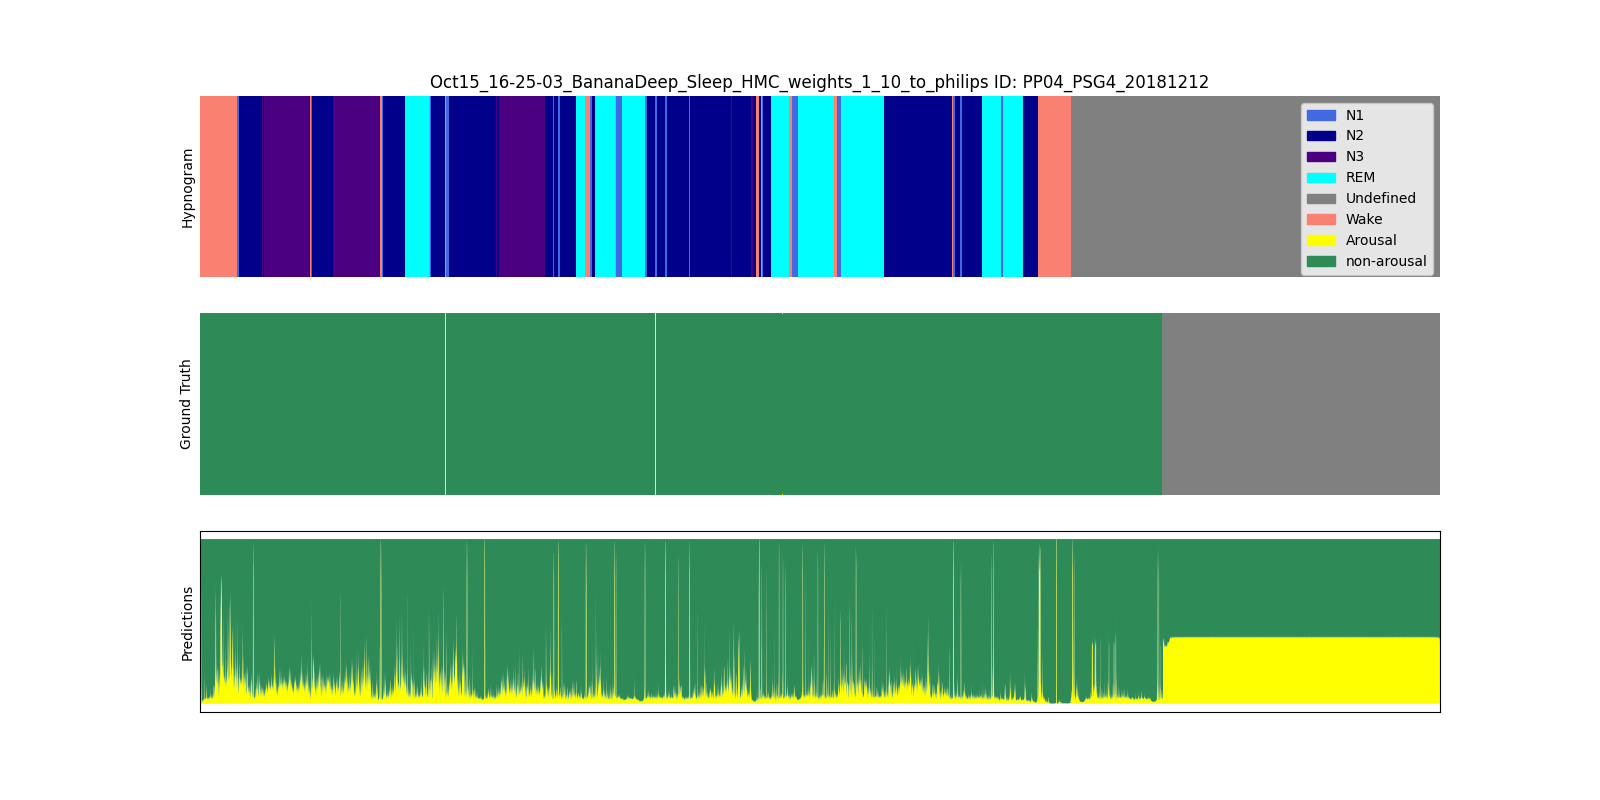 Oct15_16-25-03_BananaDeep_Sleep_HMC_weights_1_10_to_philips ID: PP04_PSG4_20181212
Hypnogram
N1
N2
N3
REM
Undefined
Wake
Arousal
non-arousal
Ground Truth
Predictions